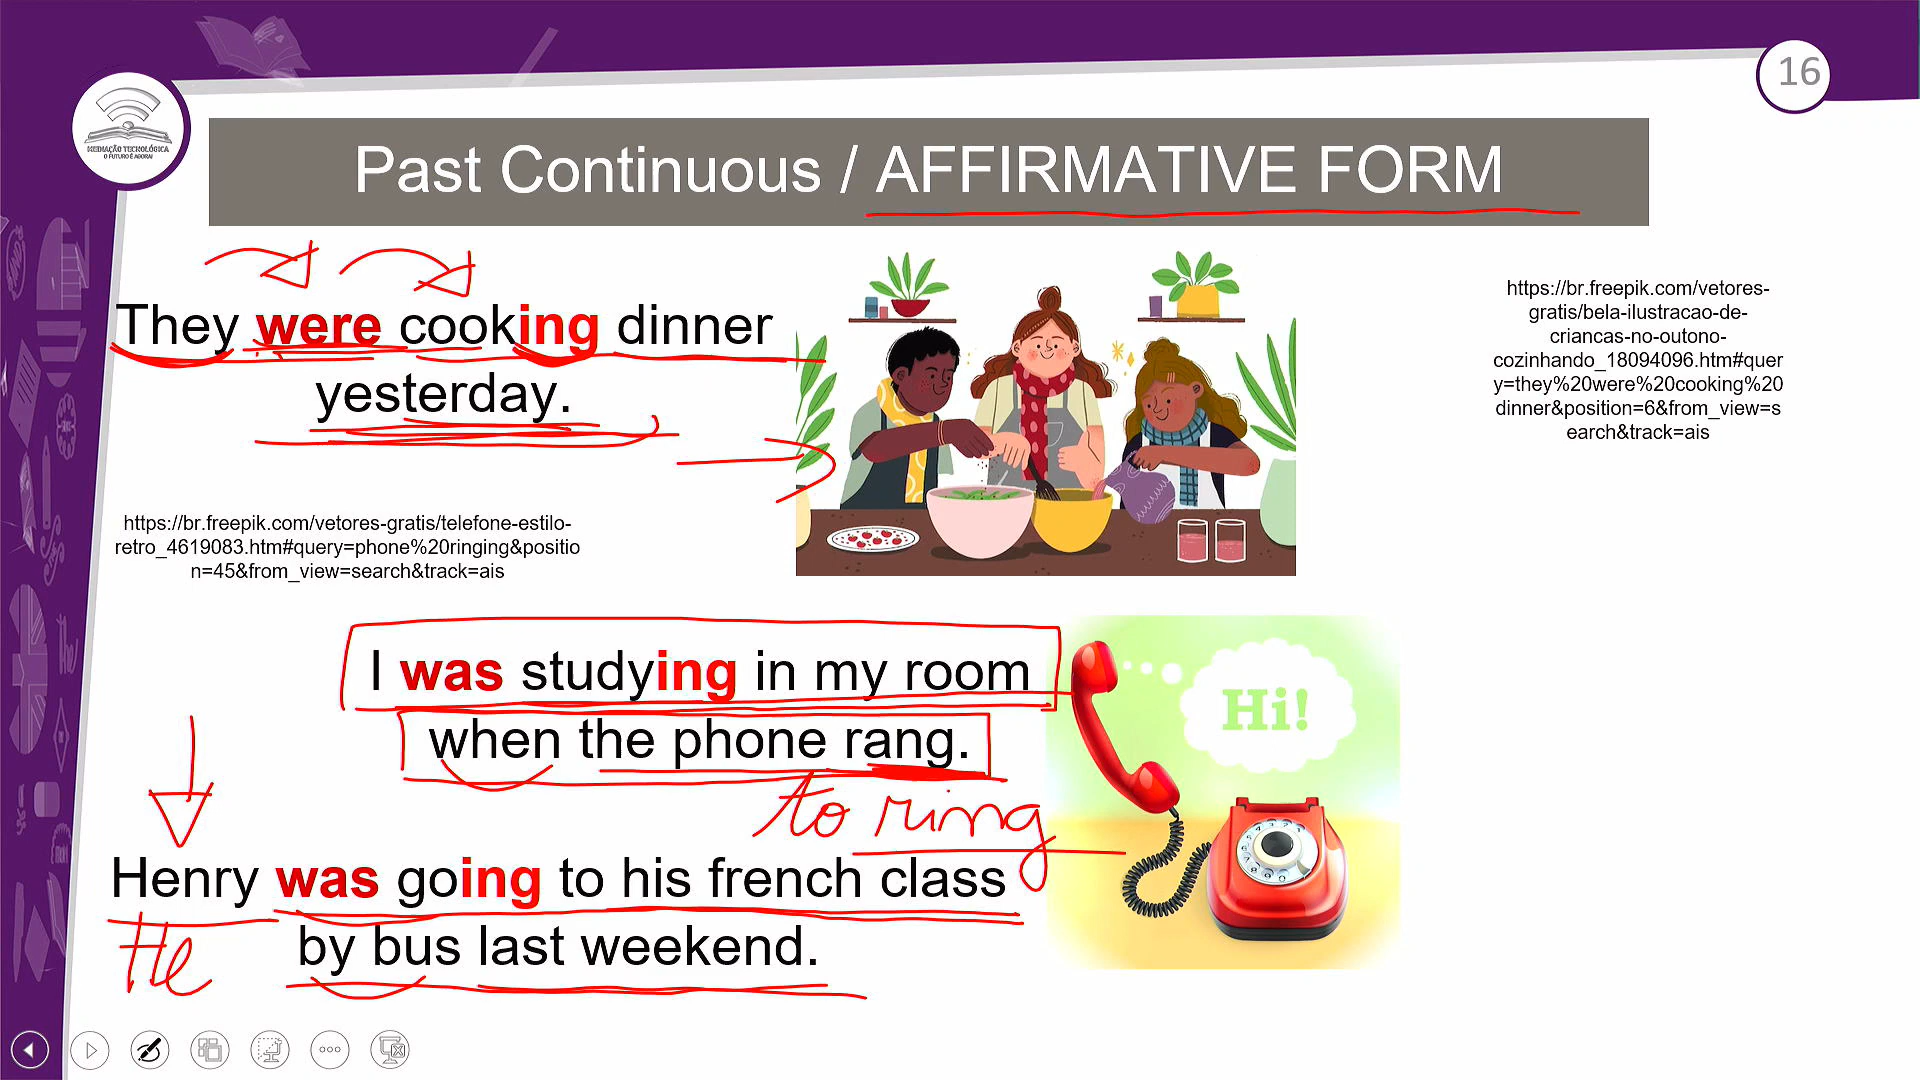 16
MEDIAÇÃO TECNOLÓGICA
O FUTURO É AGORA!
Past Continuous / AFFIRMATIVE FORM
They were cooking dinner
yesterday.
https://br.freepik.com/vetores-
gratis/bela-ilustracao-de-
criancas-no-outono-
cozinhando_18094096.htm#quer
y=they%20were%20cooking%20
dinner&position=6&from_view=s
earch&track=ais
https://br.freepik.com/vetores-gratis/telefone-estilo-
retro_4619083.htm#query=phone%20ringing&positio
n=45&from_view=search&track=ais
I was studying in my room
when the phone rang.
Hi!
to ring
Henry was going to his french class
He
by bus last weekend.